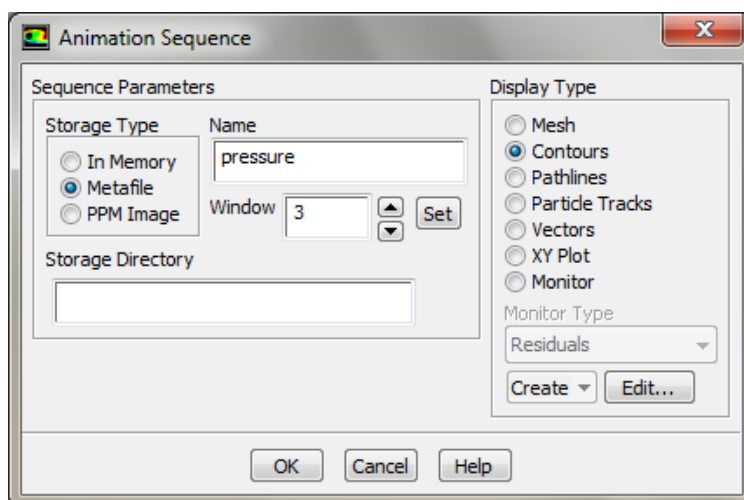 Animation Sequence
Sequence Parameters
Storage Type
In Memory
Metafile
PPM Image
Name
pressure
Window 3 Set
Storage Directory
Display Type
Mesh
Contours
Pathlines
Particle Tracks
Vectors
XY Plot
Monitor
Monitor Type
Residuals
Create Edit...
OK Cancel Help